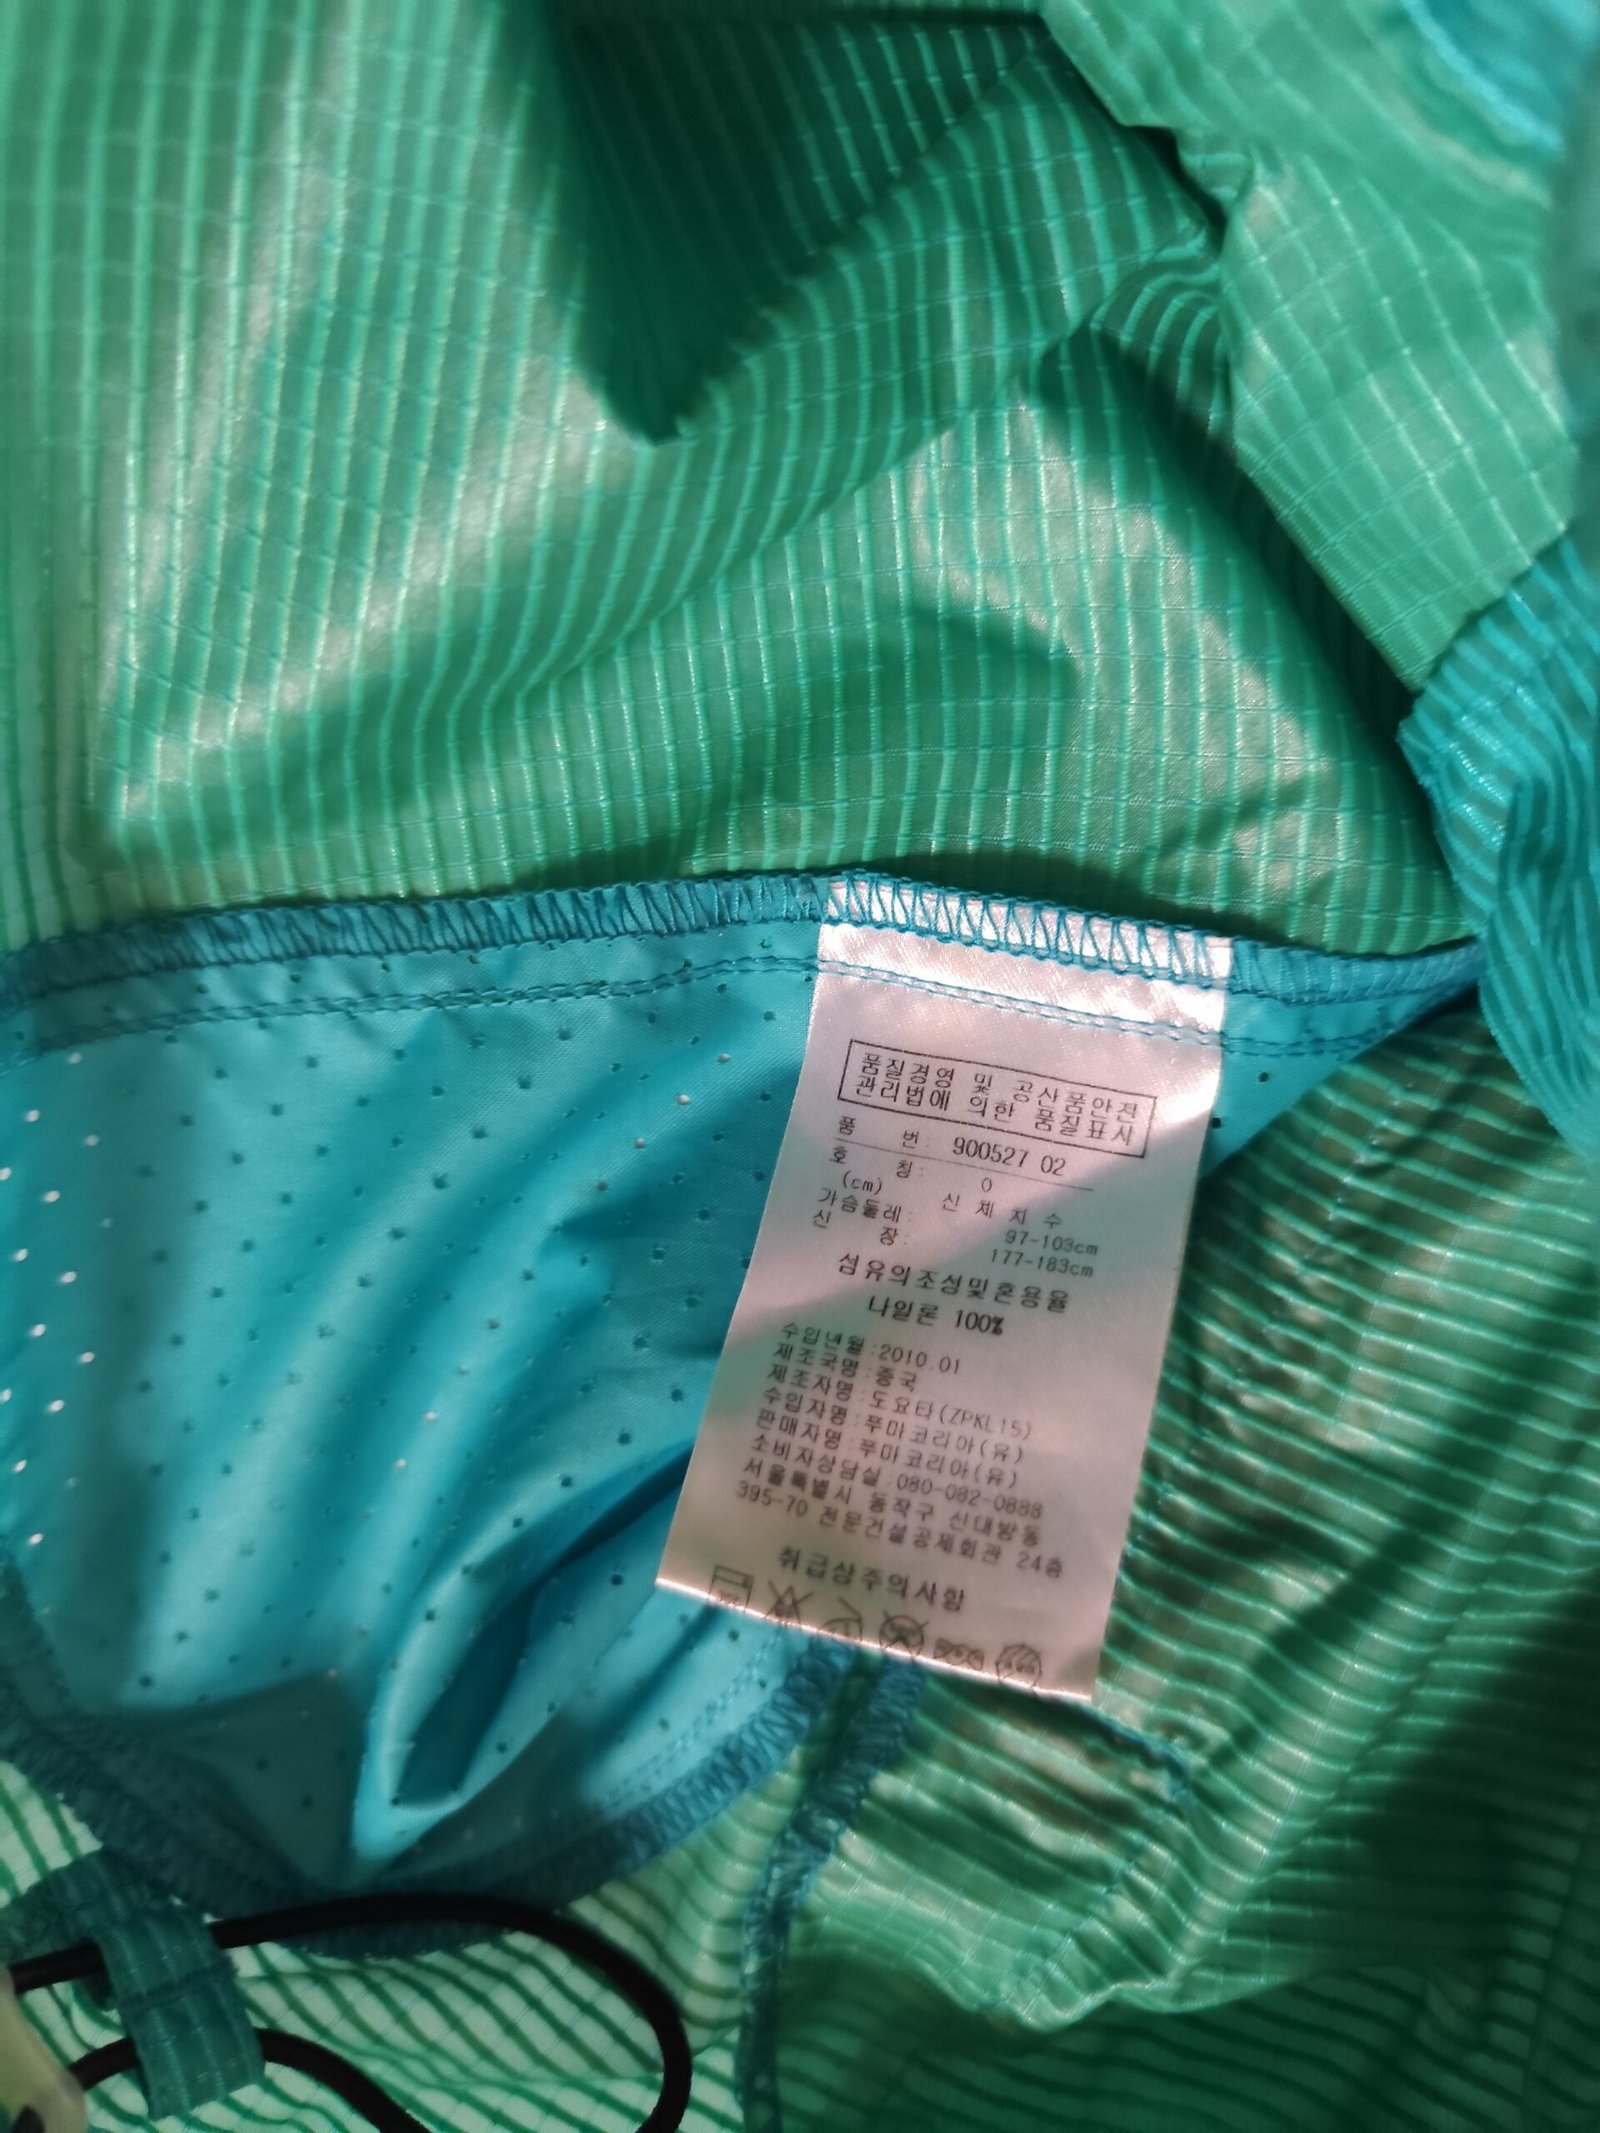 품질경영 및 공산품안전
관리법에 의한 품질표시
품 번: 900527 02
호 칭: 0
(cm) 신 체 치 수
가슴둘레: 97-103cm
신 장: 177-183cm
섬유의조성및혼용율
나일론 100%
수입년월:2010.01
제조국명:중국
제조자명:도요타(ZPKL15)
수입자명:푸마코리아(유)
판매자명:푸마코리아(유)
소비자상담실:080-082-0888
서울특별시 동작구 신대방동
395-70 전문건설공제회관 24층
취급상주의사항